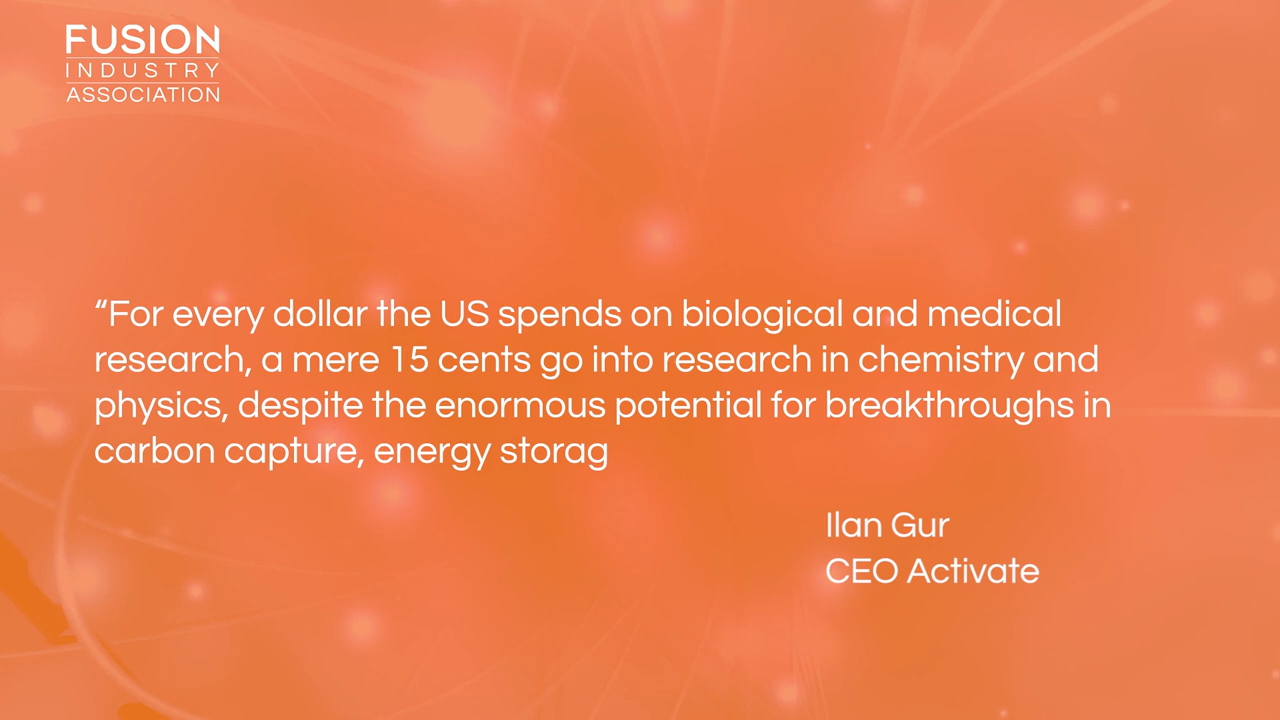 FUSION
INDUSTRY
ASSOCIATION
“For every dollar the US spends on biological and medical
research, a mere 15 cents go into research in chemistry and
physics, despite the enormous potential for breakthroughs in
carbon capture, energy storag
Ilan Gur
CEO Activate